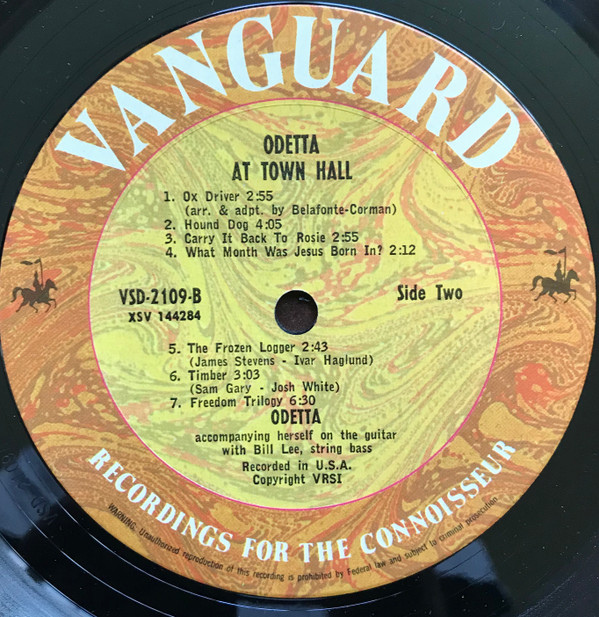 VANGUARD
ODETTA
AT TOWN HALL
1. Ox Driver 2:55
(arr. & adpt. by Belafonte-Corman)
2. Hound Dog 4:05
3. Carry It Back To Rosie 2:55
4. What Month Was Jesus Born In? 2:12
VSD-2109-B
Side Two
XSV 144284
5. The Frozen Logger 2:43
(James Stevens - Ivar Haglund)
6. Timber 3:03
(Sam Gary - Josh White)
7. Freedom Trilogy 6:30
ODETTA
accompanying herself on the guitar
with Bill Lee, string bass
Recorded in U.S.A.
Copyright VRSI
RECORDINGS FOR THE CONNOISSEUR
WARNING: Unauthorized reproduction of this recording is prohibited by Federal law and subject to criminal prosecution.